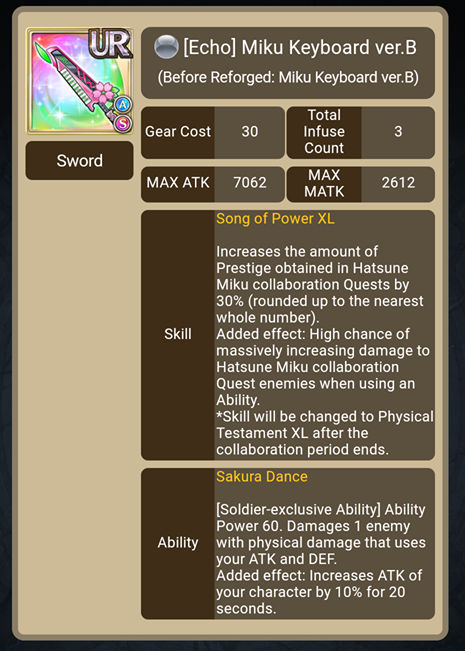 UR
[Echo] Miku Keyboard ver.B
(Before Reforged: Miku Keyboard ver.B)
A
S
Sword
Gear Cost
30
Total
Infuse
Count
3
MAX ATK
7062
MAX
MATK
2612
Skill
Song of Power XL
Increases the amount of
Prestige obtained in Hatsune
Miku collaboration Quests by
30% (rounded up to the nearest
whole number).
Added effect: High chance of
massively increasing damage to
Hatsune Miku collaboration
Quest enemies when using an
Ability.
*Skill will be changed to Physical
Testament XL after the
collaboration period ends.
Ability
Sakura Dance
[Soldier-exclusive Ability] Ability
Power 60. Damages 1 enemy
with physical damage that uses
your ATK and DEF.
Added effect: Increases ATK of
your character by 10% for 20
seconds.